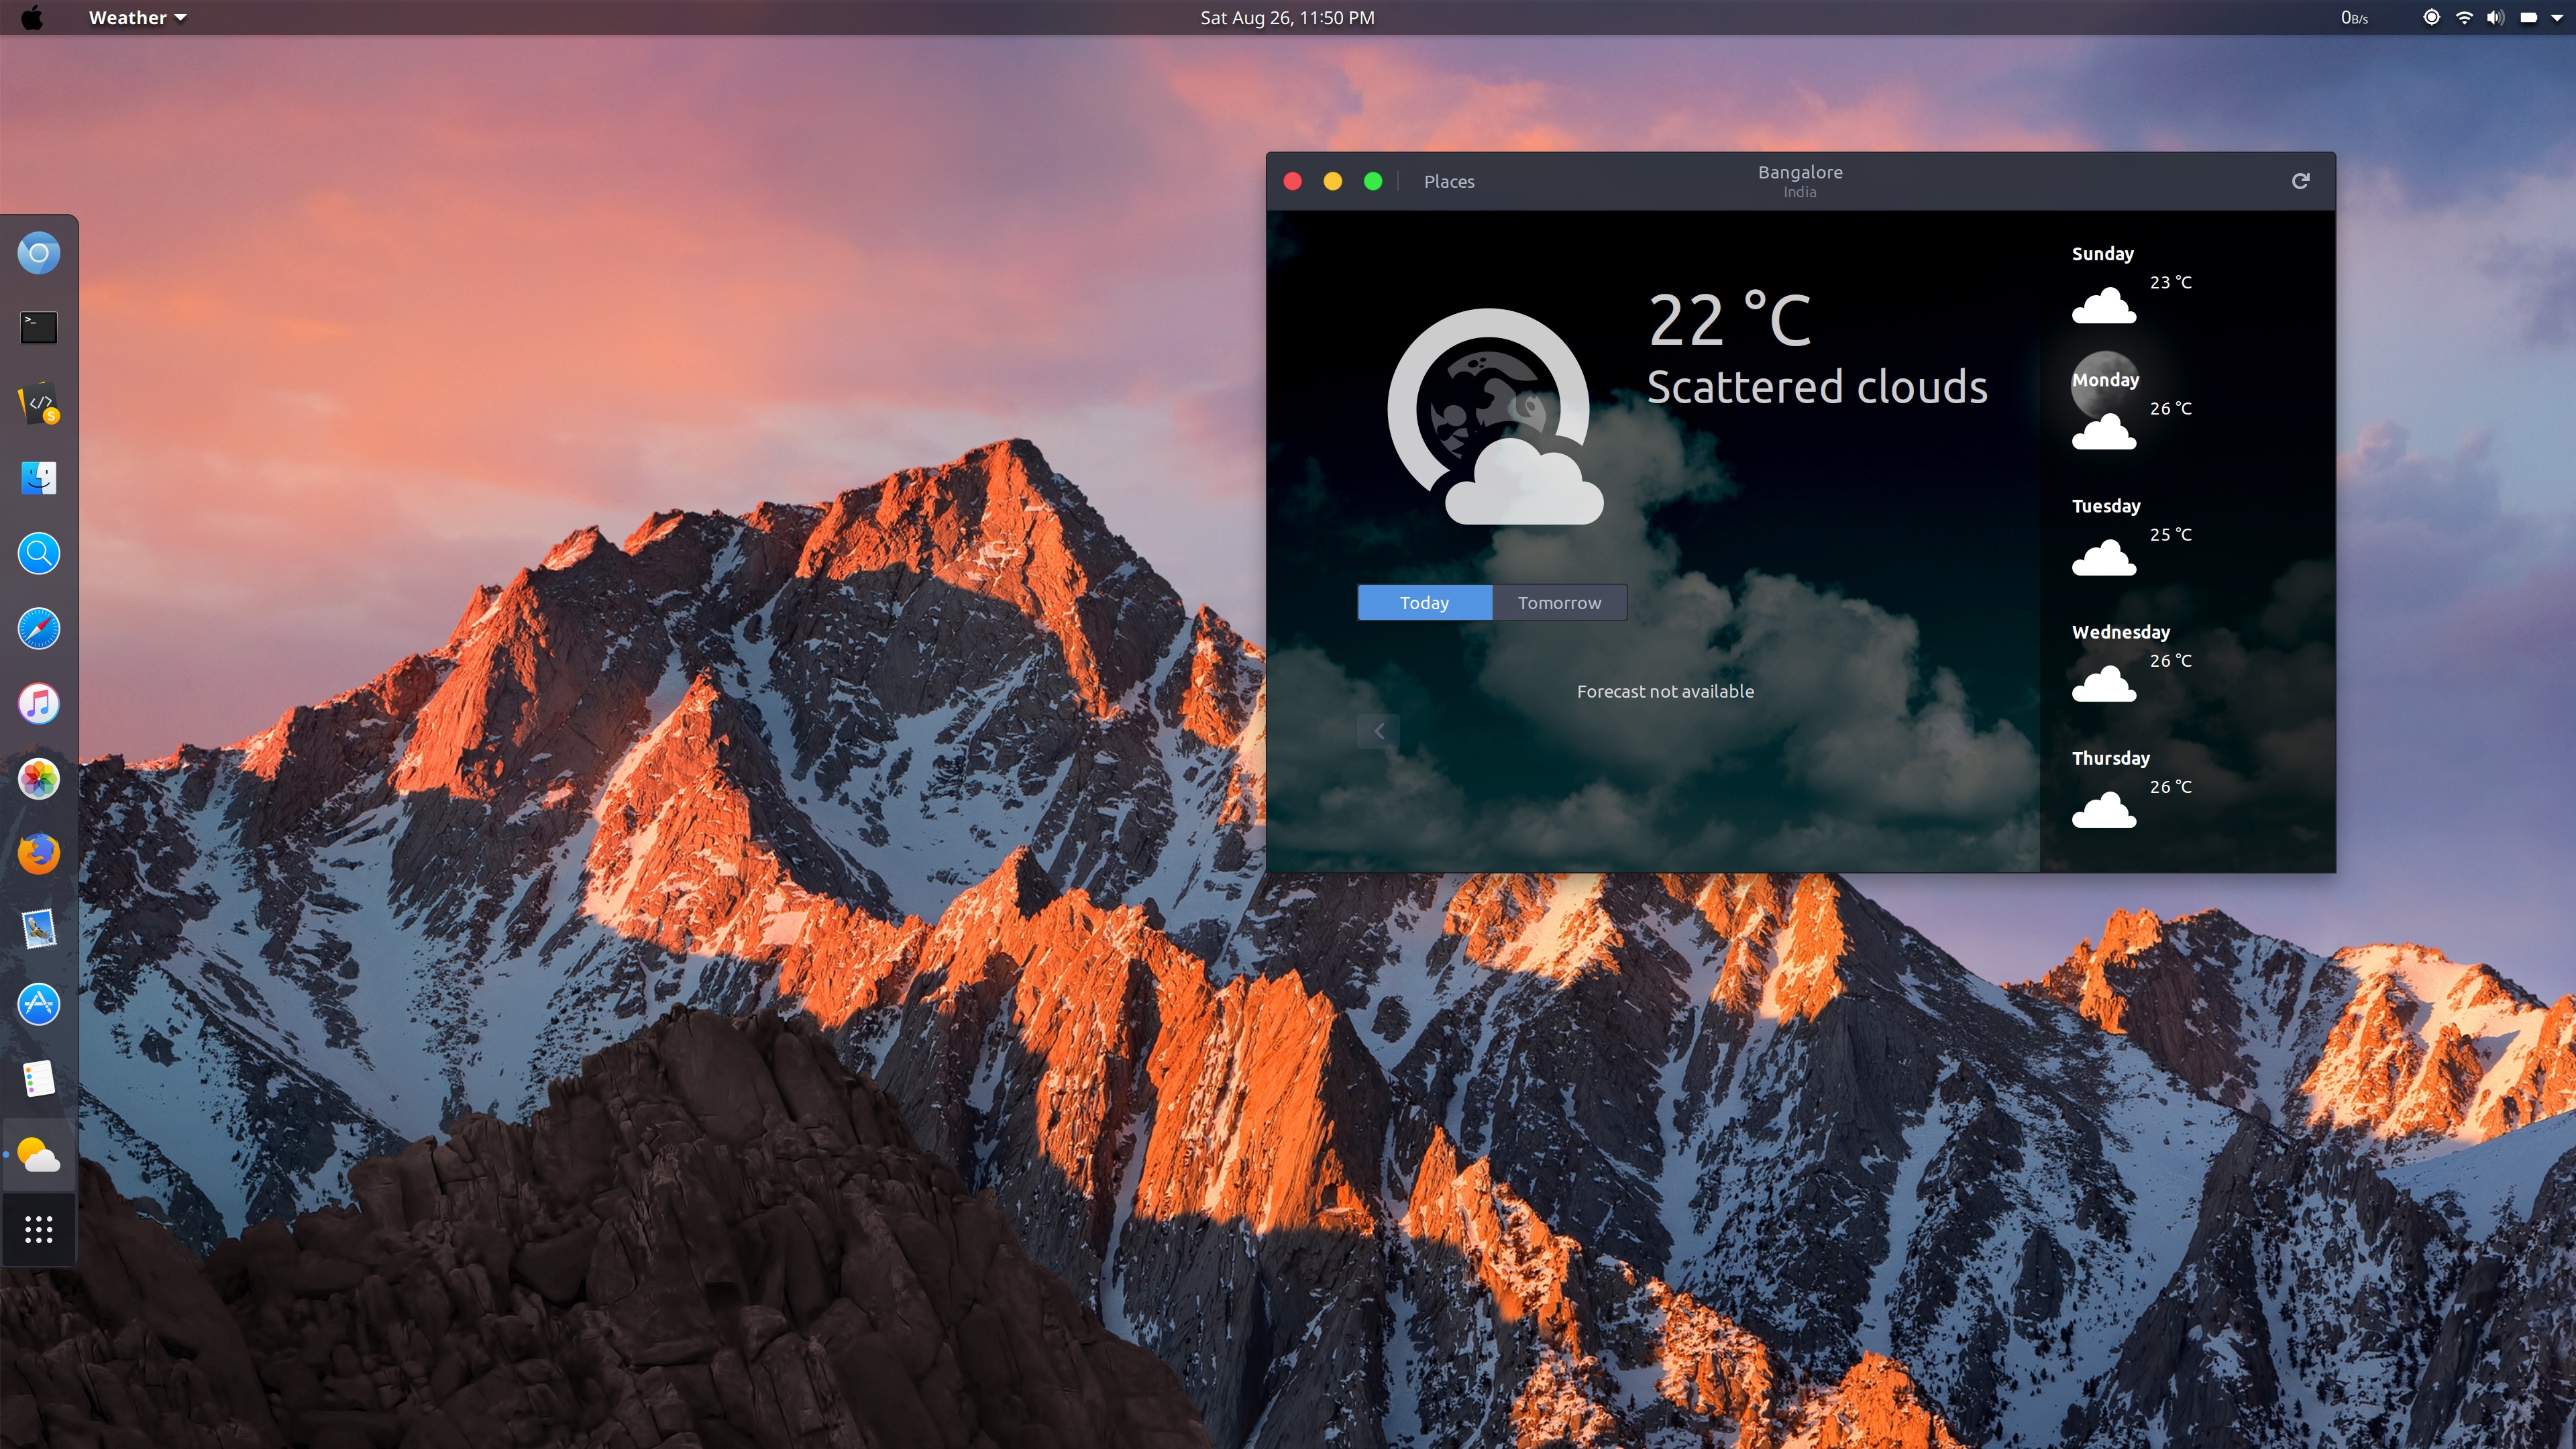 Weather
Sat Aug 26, 11:50 PM
0B/s
Places
Bangalore
India
22 °C
Scattered clouds
Today
Tomorrow
Forecast not available
Sunday
23 °C
Monday
26 °C
Tuesday
25 °C
Wednesday
26 °C
Thursday
26 °C
>_
</>
S